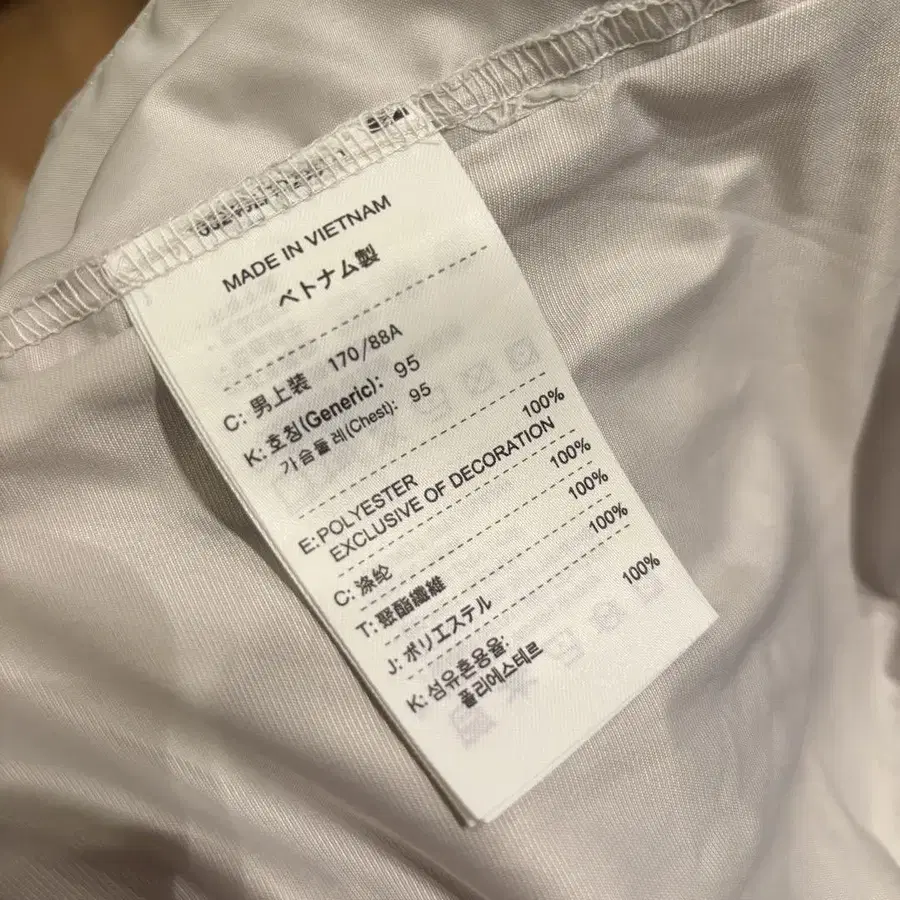 MADE IN VIETNAM
ベトナム製
C: 男上装 170/88A
K: 호칭(Generic): 95
가슴둘레(Chest): 95
E:POLYESTER 100%
EXCLUSIVE OF DECORATION
C: 涤纶 100%
T: 聚酯纖維 100%
J: ポリエステル 100%
K: 섬유혼용율:
폴리에스테르 100%